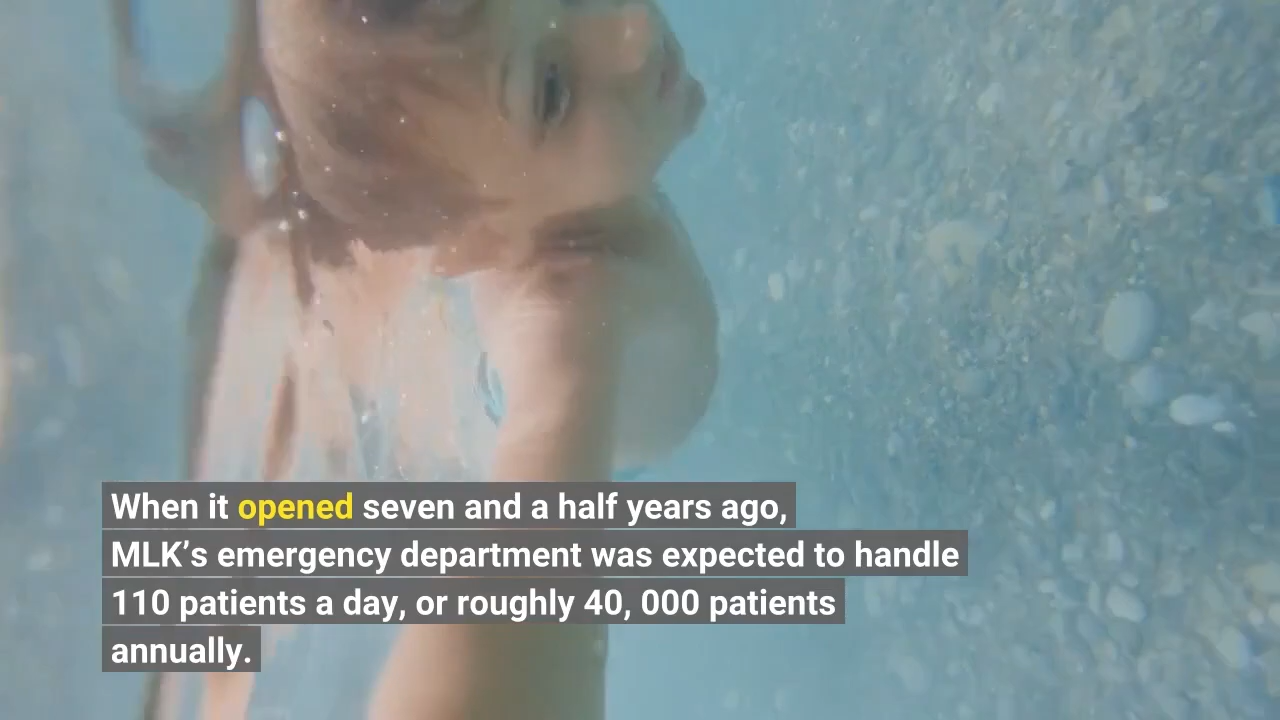 When it opened seven and a half years ago,
MLK’s emergency department was expected to handle
110 patients a day, or roughly 40, 000 patients
annually.